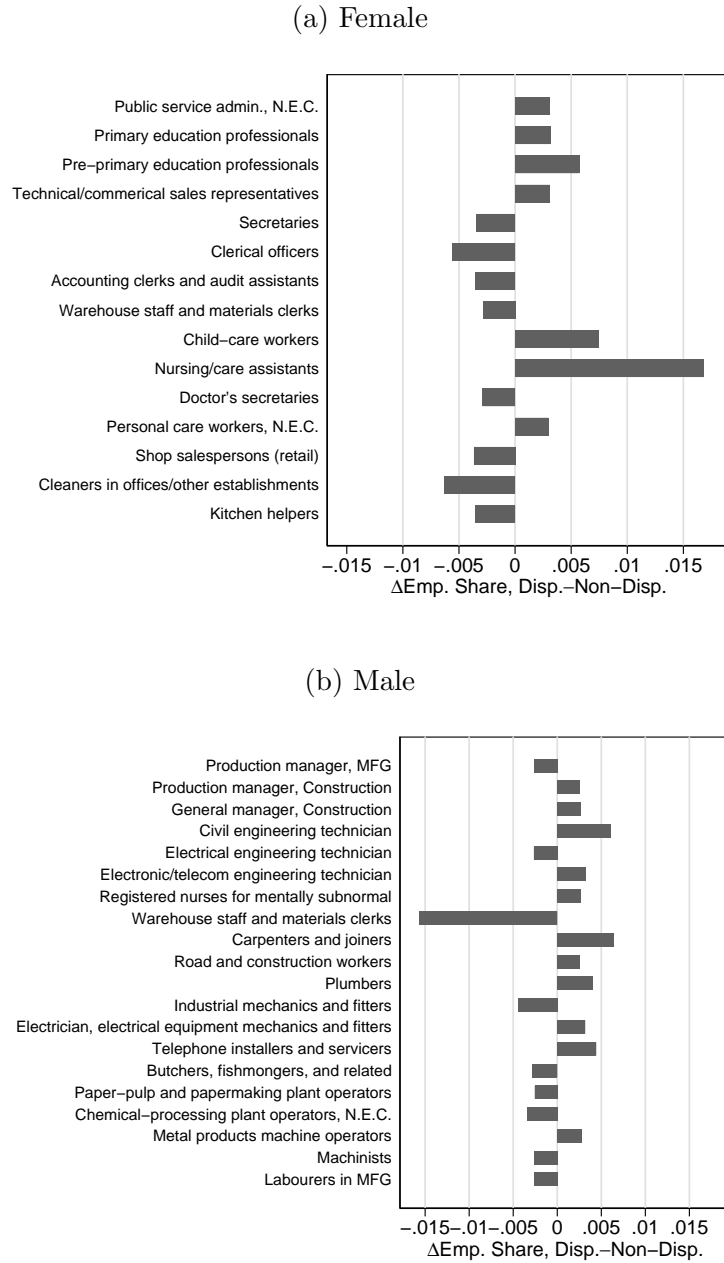 (a) Female
Public service admin., N.E.C.
Primary education professionals
Pre−primary education professionals
Technical/commerical sales representatives
Secretaries
Clerical officers
Accounting clerks and audit assistants
Warehouse staff and materials clerks
Child−care workers
Nursing/care assistants
Doctor's secretaries
Personal care workers, N.E.C.
Shop salespersons (retail)
Cleaners in offices/other establishments
Kitchen helpers
−.015 −.01 −.005 0 .005 .01 .015
ΔEmp. Share, Disp.−Non−Disp.
(b) Male
Production manager, MFG
Production manager, Construction
General manager, Construction
Civil engineering technician
Electrical engineering technician
Electronic/telecom engineering technician
Registered nurses for mentally subnormal
Warehouse staff and materials clerks
Carpenters and joiners
Road and construction workers
Plumbers
Industrial mechanics and fitters
Electrician, electrical equipment mechanics and fitters
Telephone installers and servicers
Butchers, fishmongers, and related
Paper−pulp and papermaking plant operators
Chemical−processing plant operators, N.E.C.
Metal products machine operators
Machinists
Labourers in MFG
−.015 −.01 −.005 0 .005 .01 .015
ΔEmp. Share, Disp.−Non−Disp.